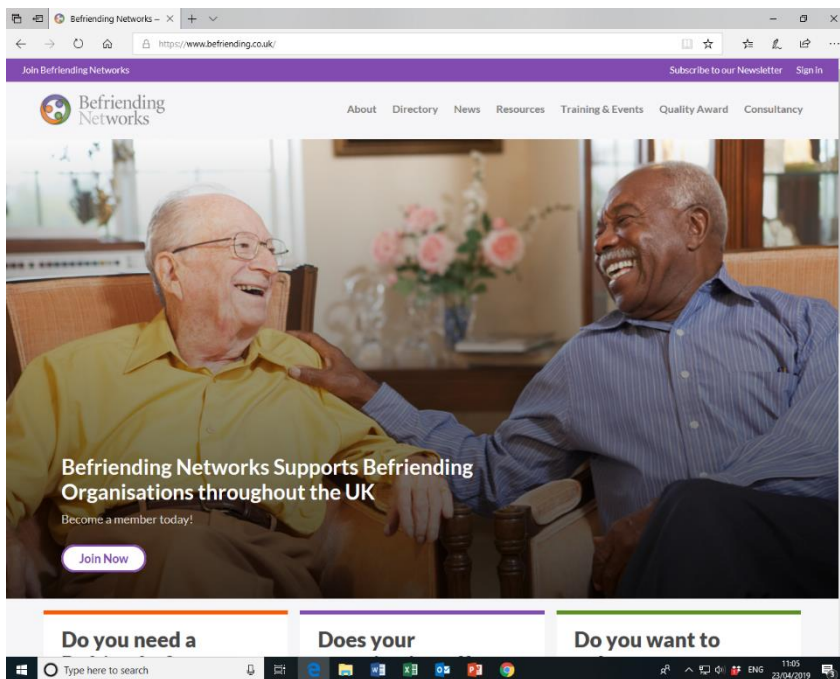 Befriending Networks –
https://www.befriending.co.uk/
Join Befriending Networks
Subscribe to our Newsletter Sign in
Befriending
Networks
About Directory News Resources Training & Events Quality Award Consultancy
Befriending Networks Supports Befriending
Organisations throughout the UK
Become a member today!
Join Now
Do you need a
Does your
Do you want to
Type here to search
ENG
11:05
23/04/2019